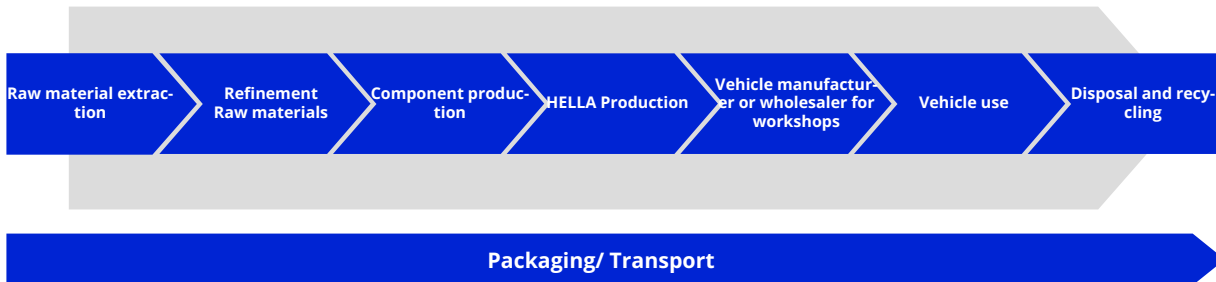 Raw material extrac-
tion
Refinement
Raw materials
Component produc-
tion
HELLA Production
Vehicle manufactur-
er or wholesaler for
workshops
Vehicle use
Disposal and recy-
cling
Packaging/ Transport